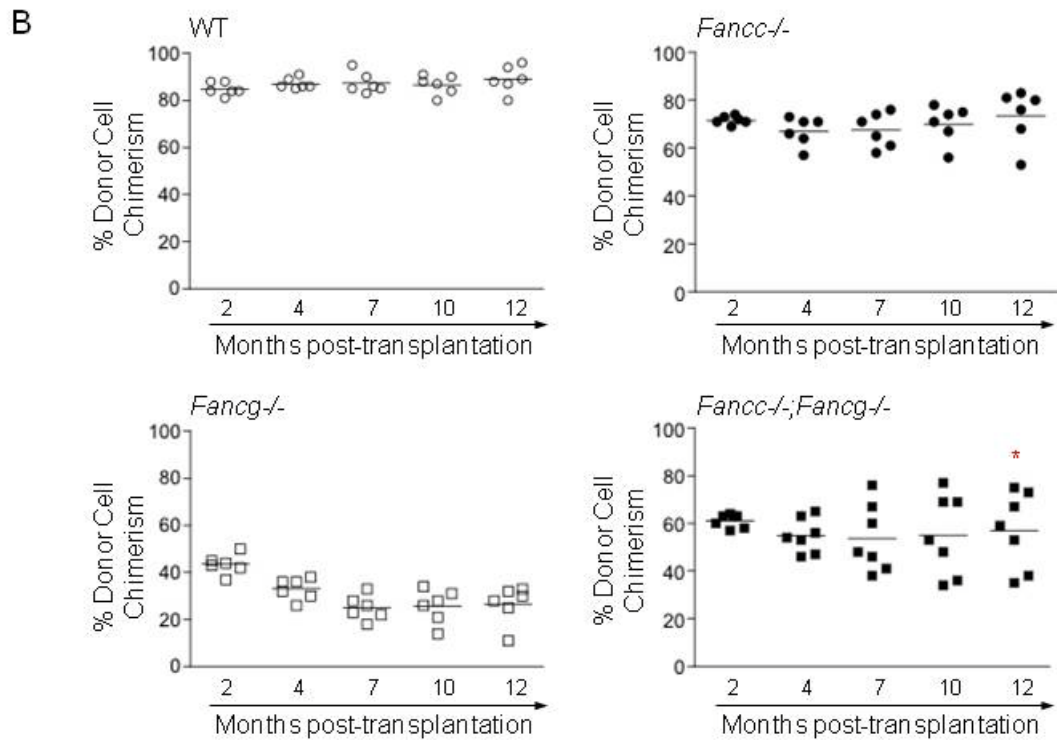 B
WT
% Donor Cell
Chimerism
100
80
60
40
20
0
2 4 7 10 12
Months post-transplantation
Fancc-/-
% Donor Cell
Chimerism
100
80
60
40
20
0
2 4 7 10 12
Months post-transplantation
Fancg-/-
% Donor Cell
Chimerism
100
80
60
40
20
0
2 4 7 10 12
Months post-transplantation
Fancc-/-;Fancg-/-
% Donor Cell
Chimerism
100
80
60
40
20
0
*
2 4 7 10 12
Months post-transplantation